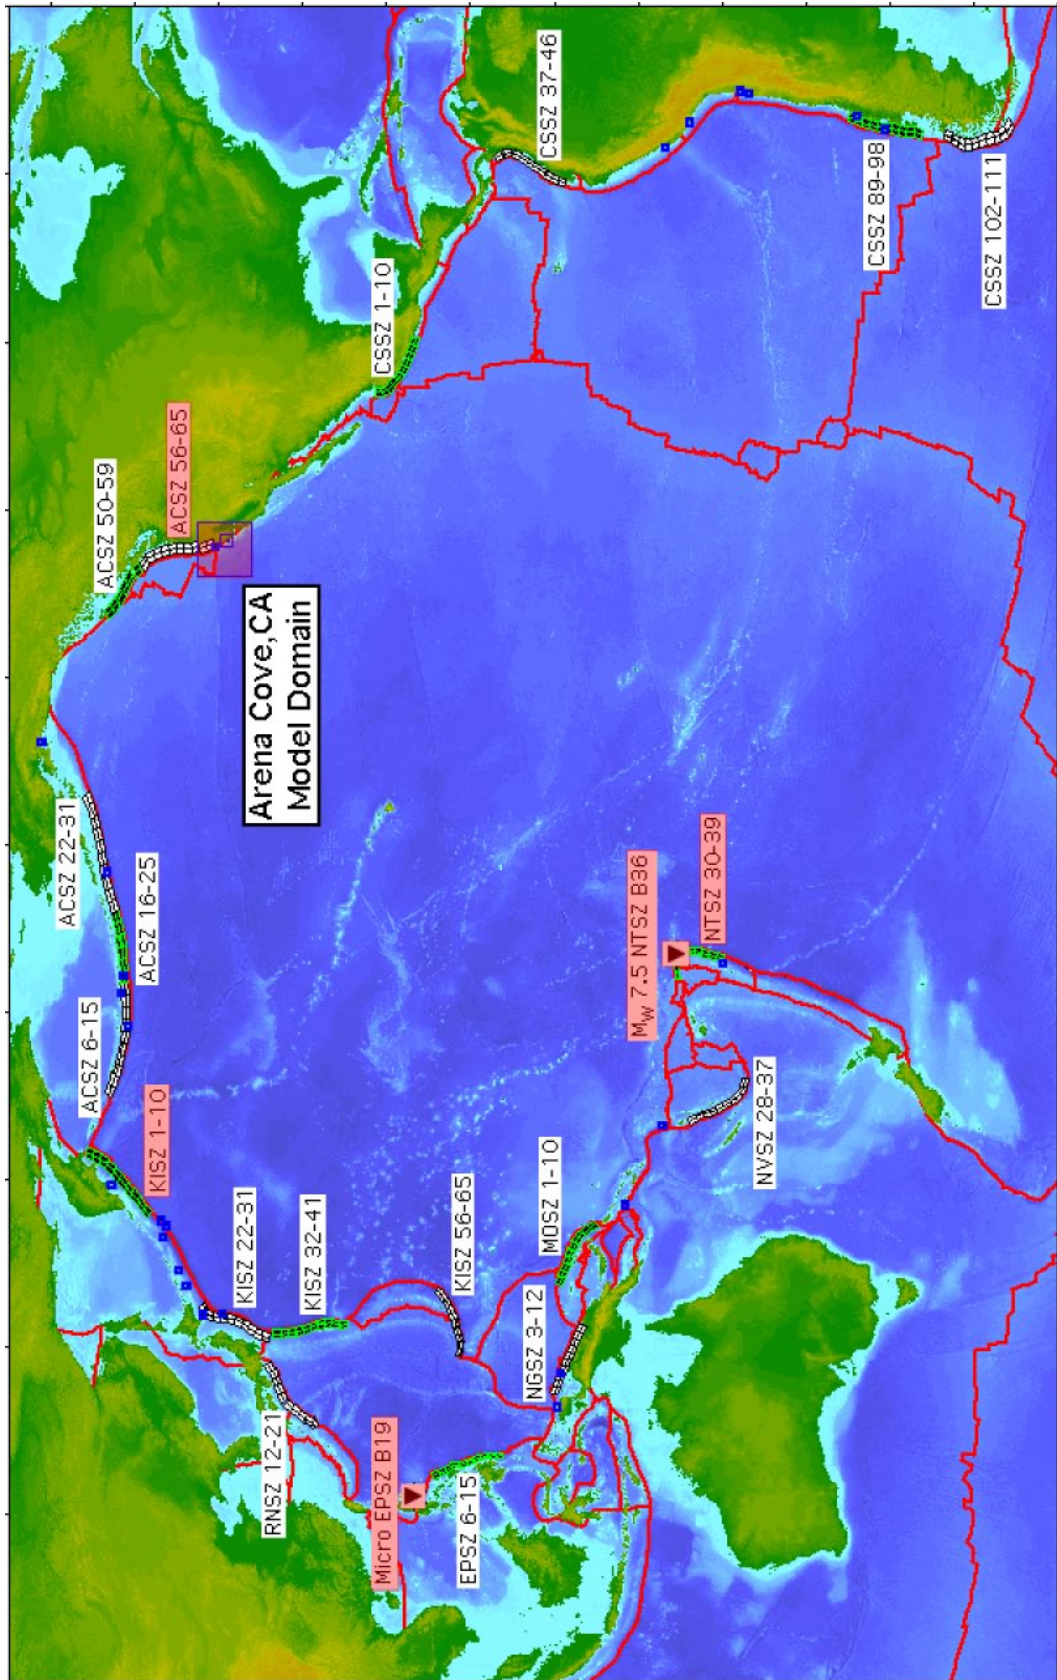 RNSZ 12-21
KISZ 22-31
KISZ 32-41
KISZ 1-10
ACSZ 6-15
ACSZ 16-25
ACSZ 22-31
ACSZ 50-59
ACSZ 56-65
Arena Cove,CA
Model Domain
CSSZ 1-10
CSSZ 37-46
Micro EPSZ B19
EPSZ 6-15
KISZ 56-65
NGSZ 3-12
MOSZ 1-10
MW 7.5 NTSZ B36
NTSZ 30-39
NVSZ 28-37
CSSZ 89-98
CSSZ 102-111